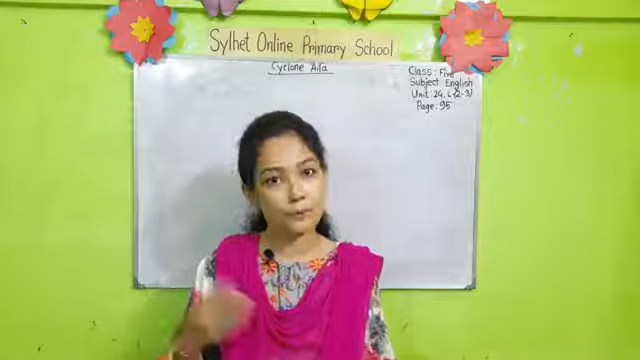 Sylhet Online Primary School
Cyclone Aila
Class: Five
Subject English
Unit: 24, L(2-3)
Page: 95